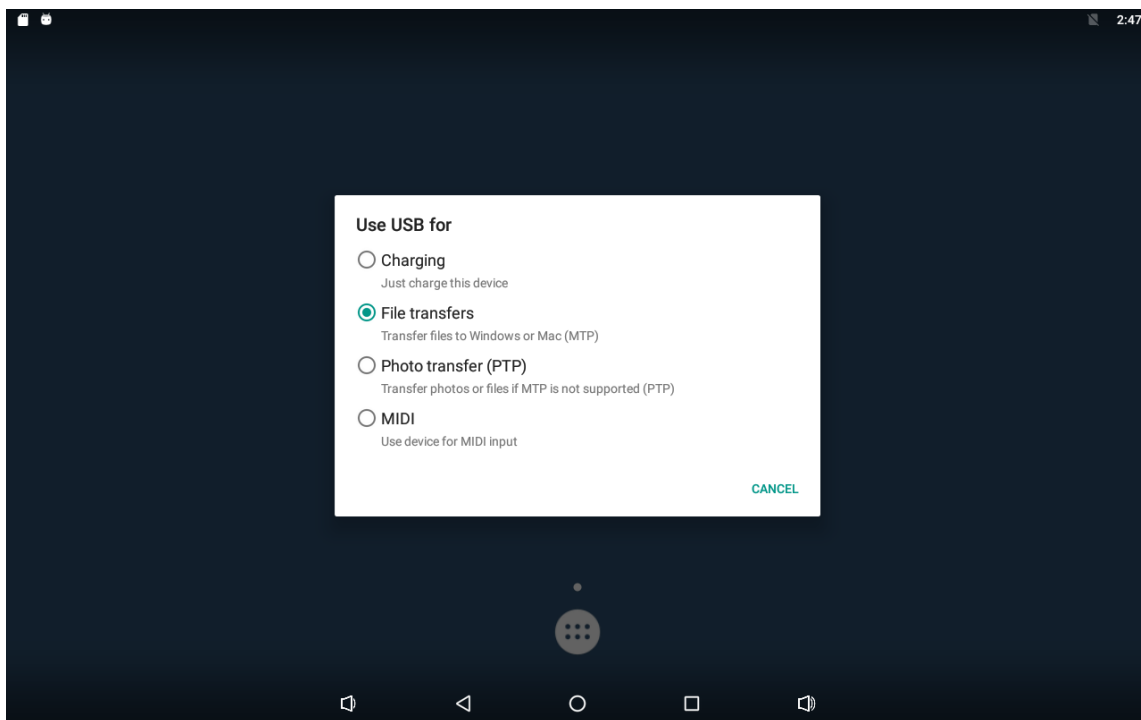 2:47
Use USB for
Charging
Just charge this device
File transfers
Transfer files to Windows or Mac (MTP)
Photo transfer (PTP)
Transfer photos or files if MTP is not supported (PTP)
MIDI
Use device for MIDI input
CANCEL